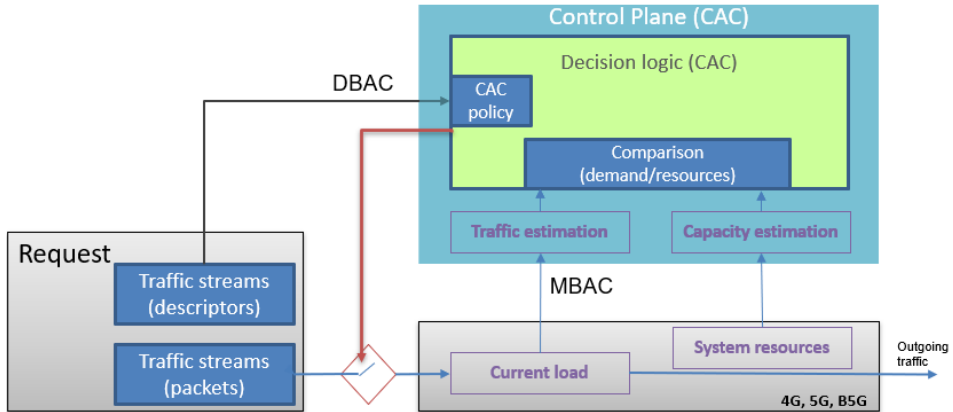 Control Plane (CAC)
Decision logic (CAC)
DBAC
CAC
policy
Comparison
(demand/resources)
Traffic estimation
Capacity estimation
Request
Traffic streams
(descriptors)
MBAC
System resources
Outgoing
traffic
Traffic streams
(packets)
Current load
4G, 5G, B5G